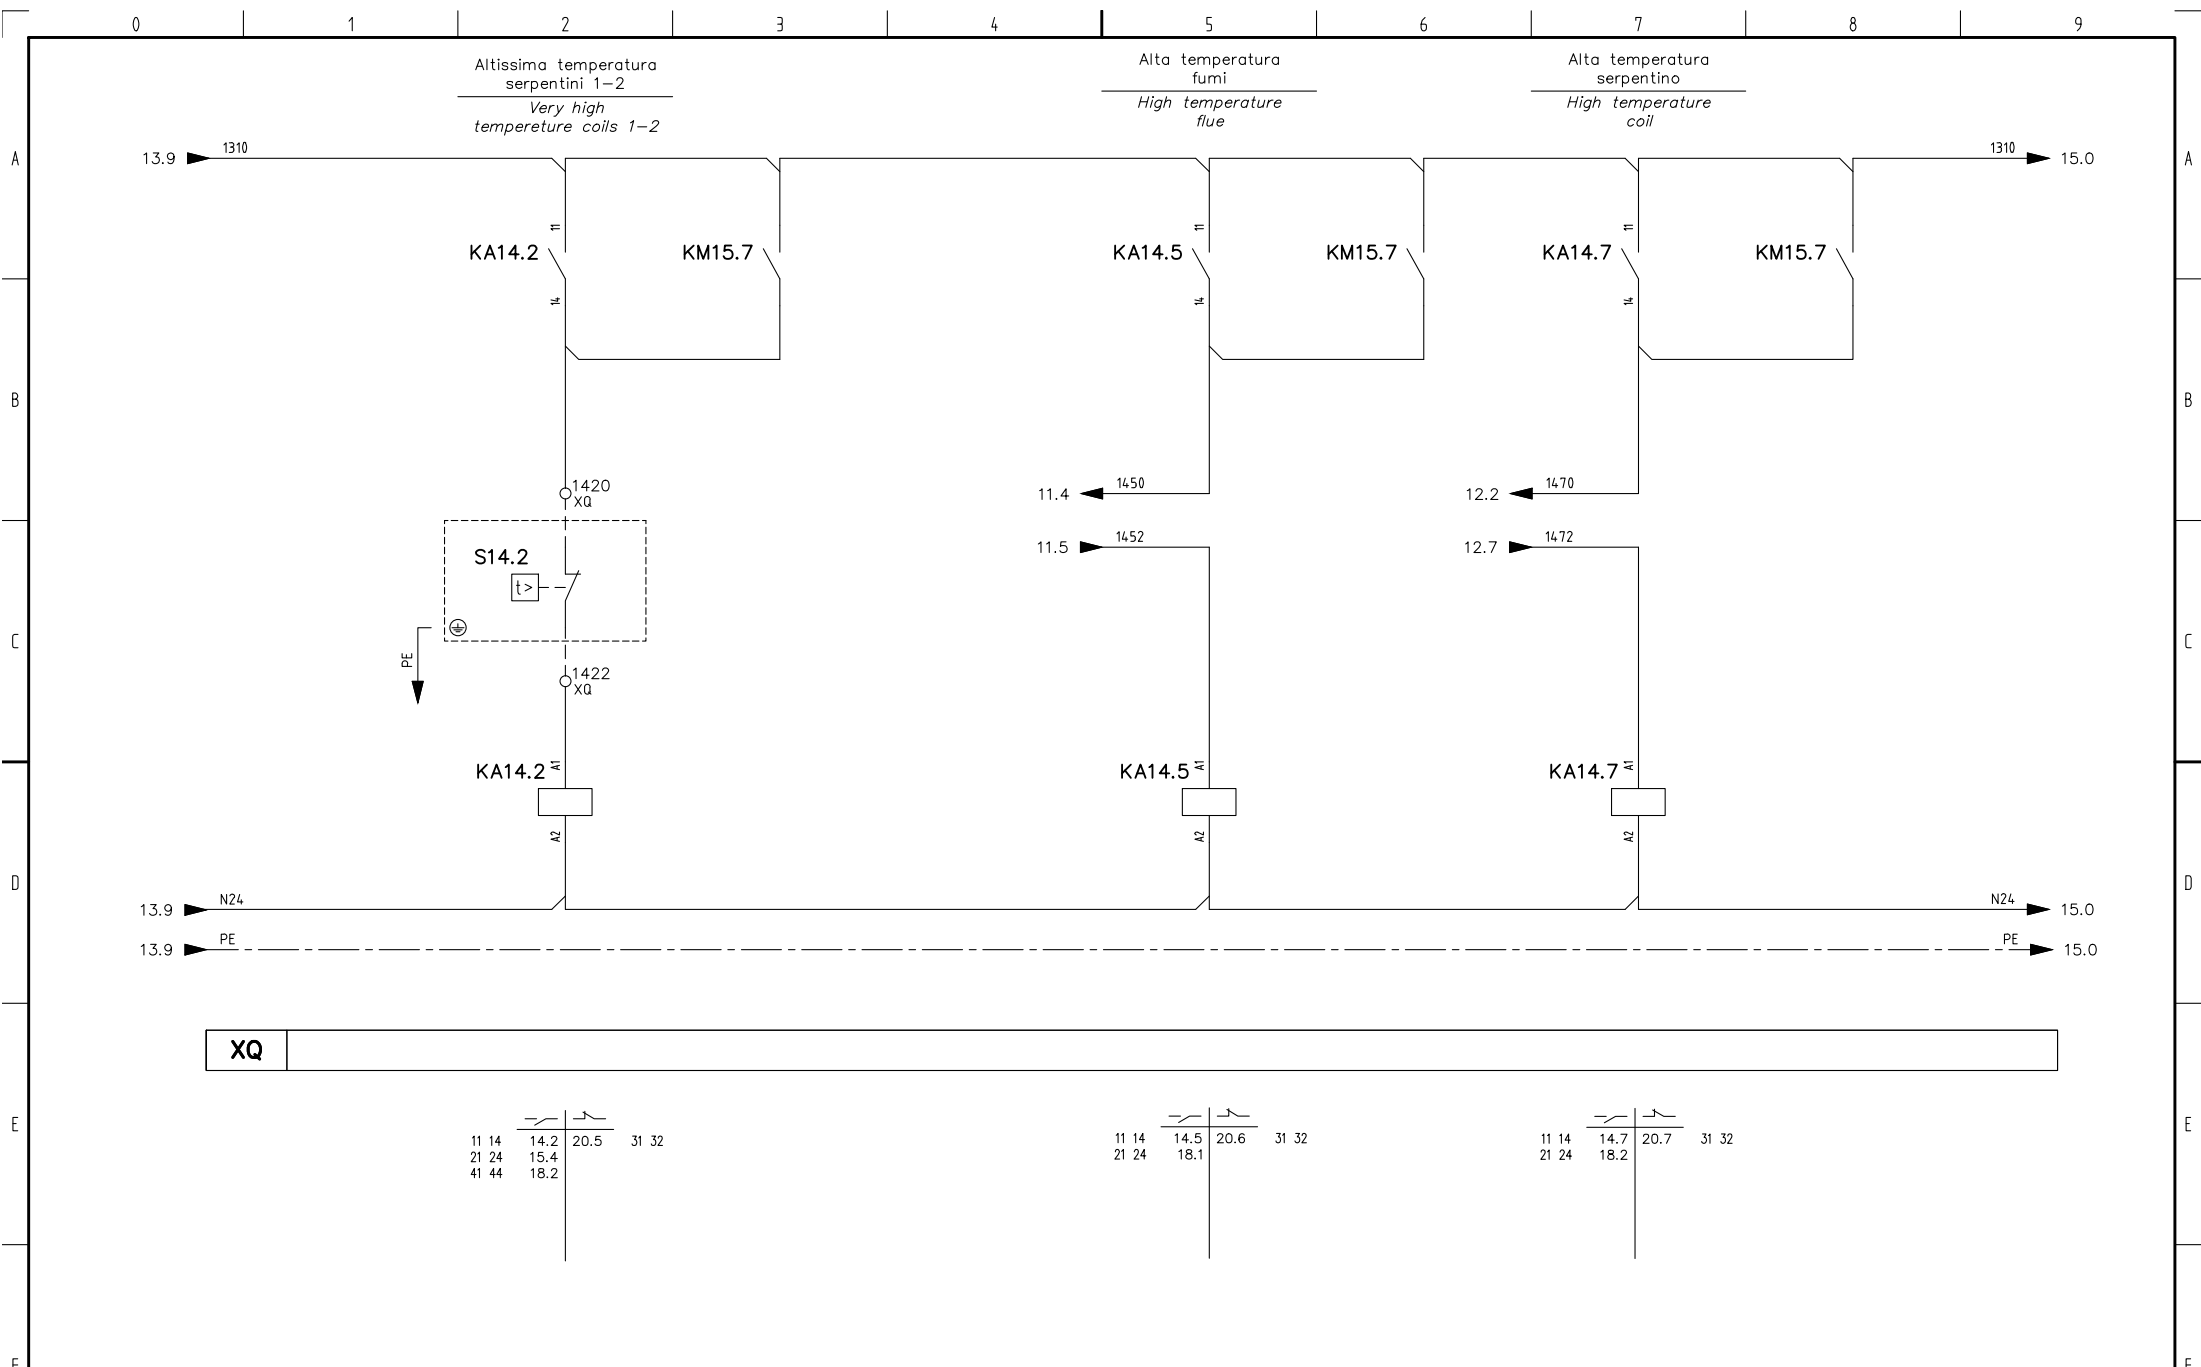 0 1 2 3 4 5 6 7 8 9
Altissima temperatura
serpentini 1-2
Very high
tempereture coils 1-2
Alta temperatura
fumi
High temperature
flue
Alta temperatura
serpentino
High temperature
coil
A 13.9 1310 1310 15.0 A
11 11 11
KA14.2 KM15.7 KA14.5 KM15.7 KA14.7 KM15.7
14 14 14
B B
1420
XQ
11.4 1450
12.2 1470
11.5 1452
12.7 1472
S14.2
t>
C C
PE
1422
XQ
KA14.2 A1 KA14.5 A1 KA14.7 A1
A2 A2 A2
D D
13.9 N24 N24 15.0
13.9 PE PE 15.0
XQ
E E
11 14 14.2 20.5 31 32
21 24 15.4
41 44 18.2
11 14 14.5 20.6 31 32
21 24 18.1
11 14 14.7 20.7 31 32
21 24 18.2